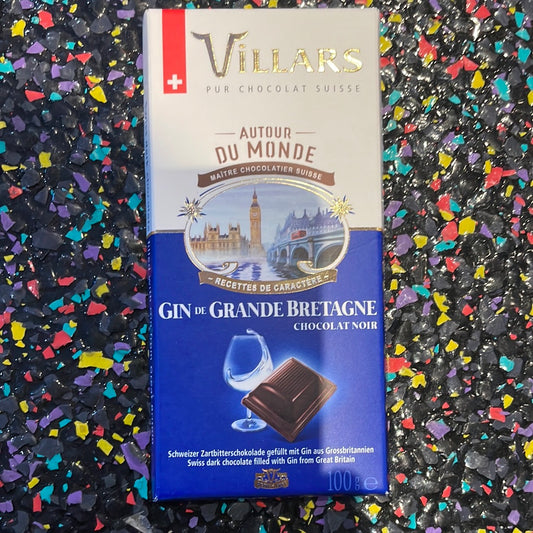 VILLARS
PUR CHOCOLAT SUISSE
AUTOUR
DU MONDE
MAÎTRE CHOCOLATIER SUISSE
RECETTES DE CARACTÈRE
GIN DE GRANDE BRETAGNE
CHOCOLAT NOIR
Schweizer Zartbitterschokolade gefüllt mit Gin aus Grossbritannien
Swiss dark chocolate filled with Gin from Great Britain
100 g ℮